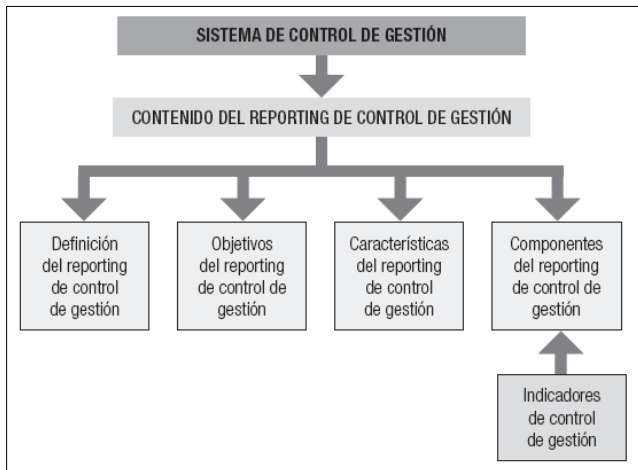 SISTEMA DE CONTROL DE GESTIÓN
CONTENIDO DEL REPORTING DE CONTROL DE GESTIÓN
Definición
del reporting
de control
de gestión
Objetivos
del reporting
de control de
gestión
Características
del reporting
de control
de gestión
Componentes
del reporting
de control de
gestión
Indicadores
de control
de gestión